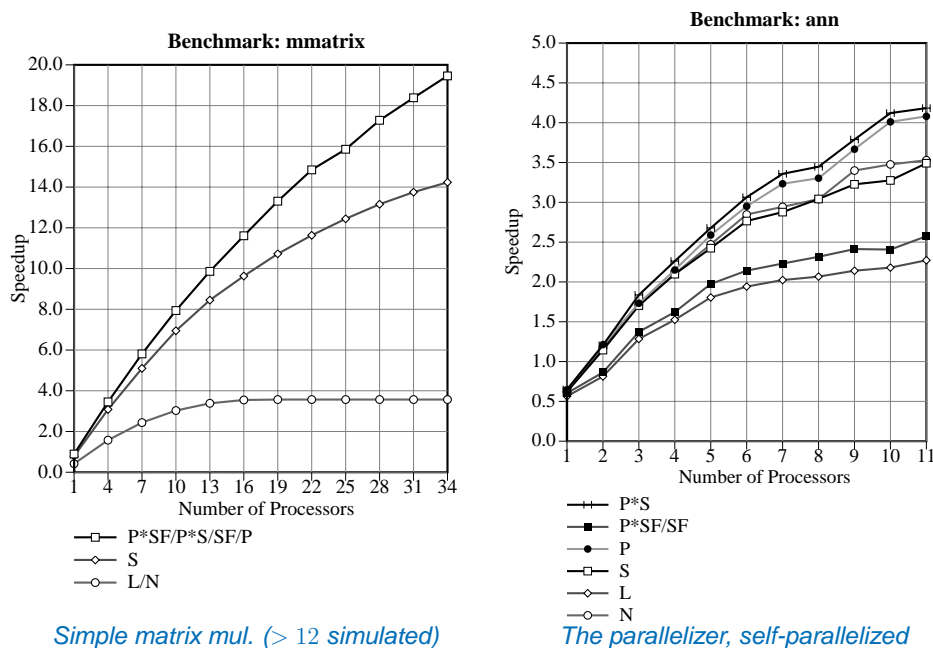 Benchmark: mmatrix
20.0
18.0
16.0
14.0
12.0
10.0
8.0
6.0
4.0
2.0
0.0
Speedup
1 4 7 10 13 16 19 22 25 28 31 34
Number of Processors
P*SF/P*S/SF/P
S
L/N
Simple matrix mul. (> 12 simulated)
Benchmark: ann
5.0
4.5
4.0
3.5
3.0
2.5
2.0
1.5
1.0
0.5
0.0
Speedup
1 2 3 4 5 6 7 8 9 10 11
Number of Processors
P*S
P*SF/SF
P
S
L
N
The parallelizer, self-parallelized